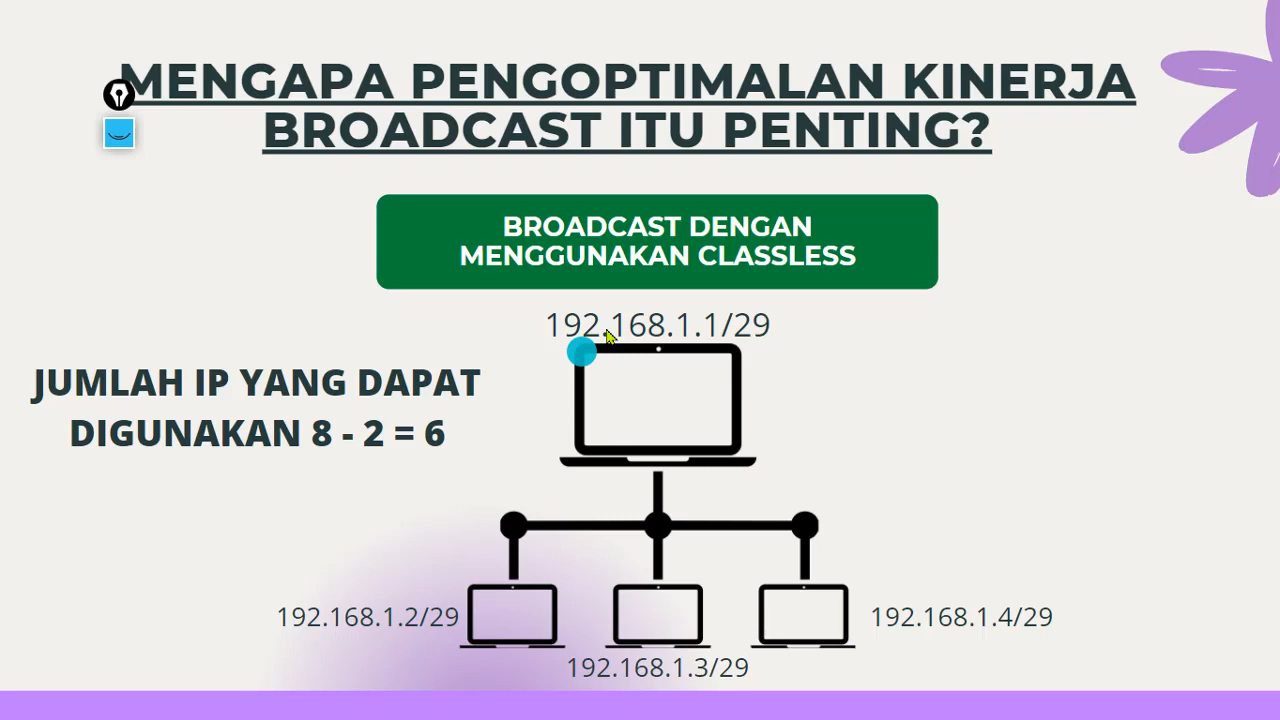 MENGAPA PENGOPTIMALAN KINERJA
BROADCAST ITU PENTING?
BROADCAST DENGAN
MENGGUNAKAN CLASSLESS
192.168.1.1/29
JUMLAH IP YANG DAPAT
DIGUNAKAN 8 - 2 = 6
192.168.1.2/29
192.168.1.4/29
192.168.1.3/29